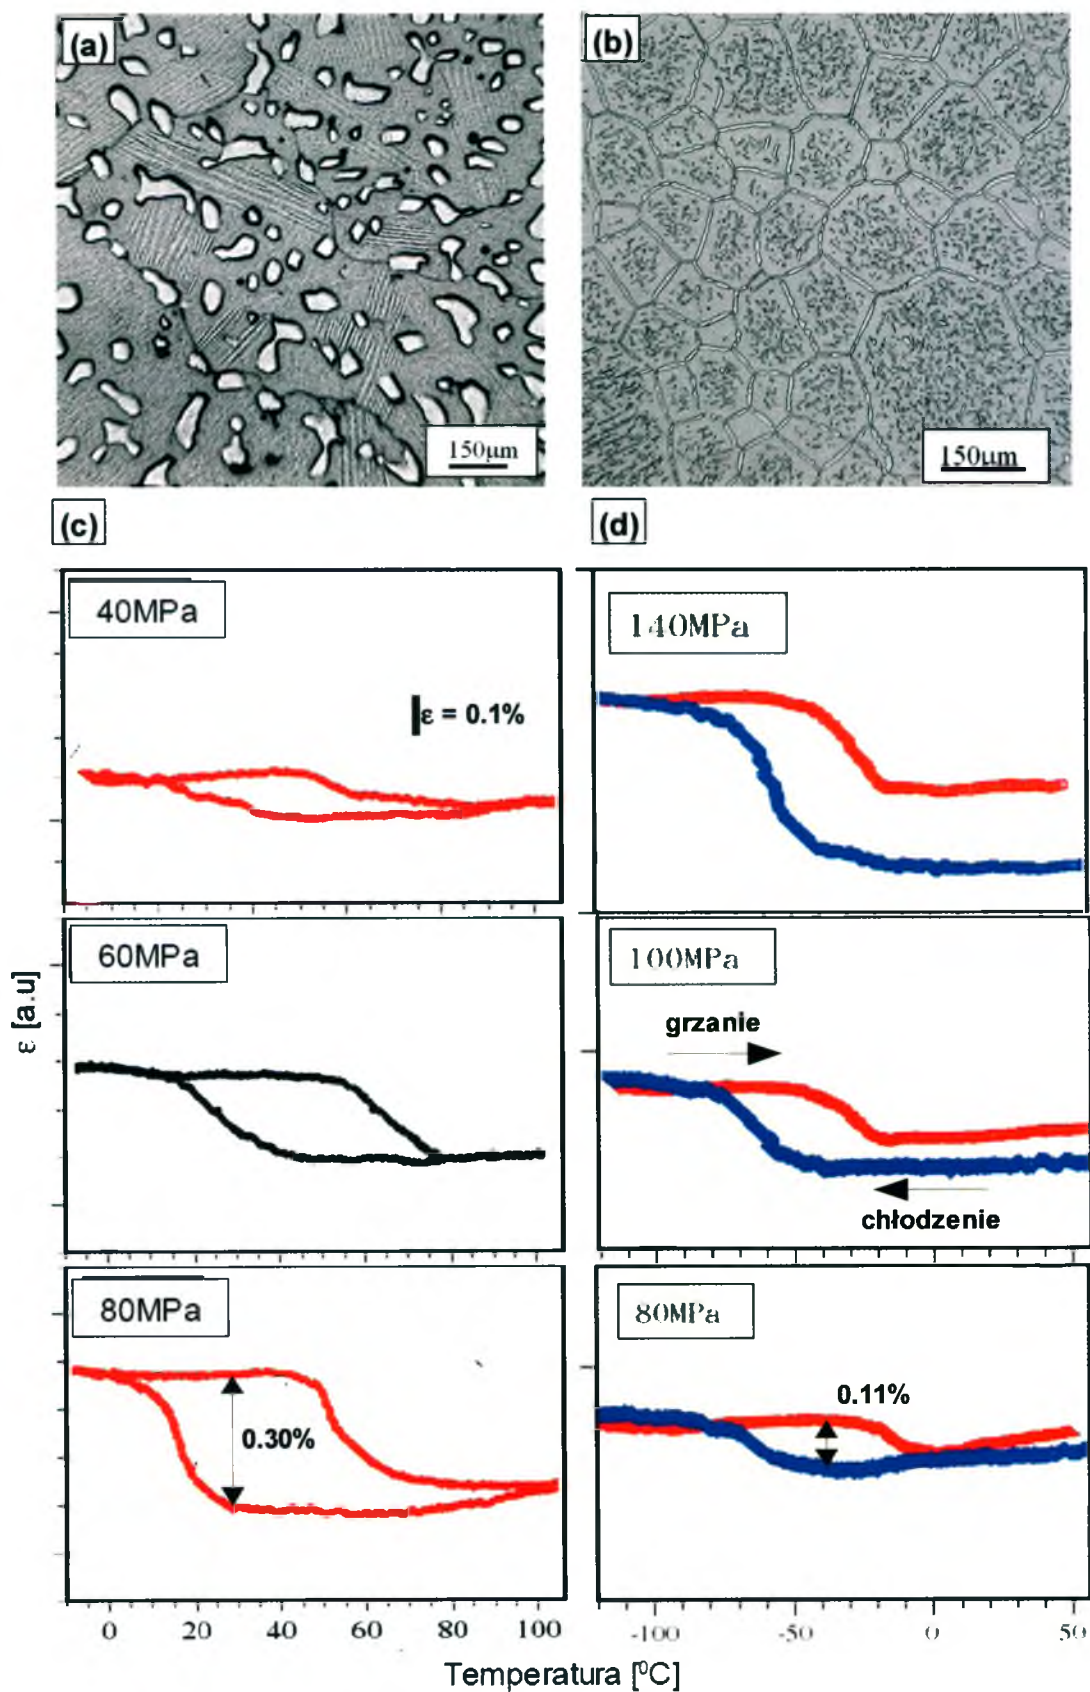 (a)
(b)
150μm
150μm
(c)
(d)
40MPa
ε = 0.1%
140MPa
60MPa
100MPa
grzanie
chłodzenie
80MPa
0.30%
80MPa
0.11%
ε [a.u]
0 20 40 60 80 100
-100 -50 0 50
Temperatura [⁰C]